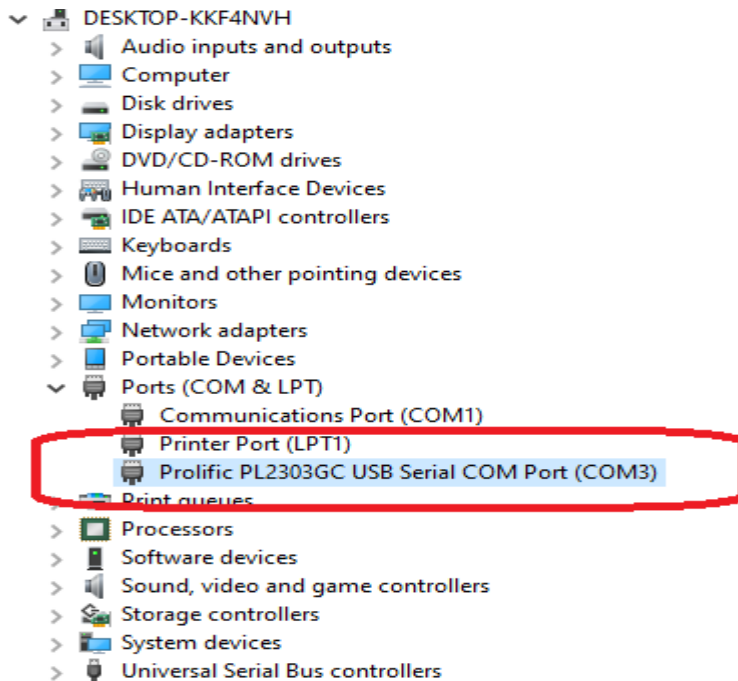 DESKTOP-KKF4NVH
Audio inputs and outputs
Computer
Disk drives
Display adapters
DVD/CD-ROM drives
Human Interface Devices
IDE ATA/ATAPI controllers
Keyboards
Mice and other pointing devices
Monitors
Network adapters
Portable Devices
Ports (COM & LPT)
Communications Port (COM1)
Printer Port (LPT1)
Prolific PL2303GC USB Serial COM Port (COM3)
Print queues
Processors
Software devices
Sound, video and game controllers
Storage controllers
System devices
Universal Serial Bus controllers